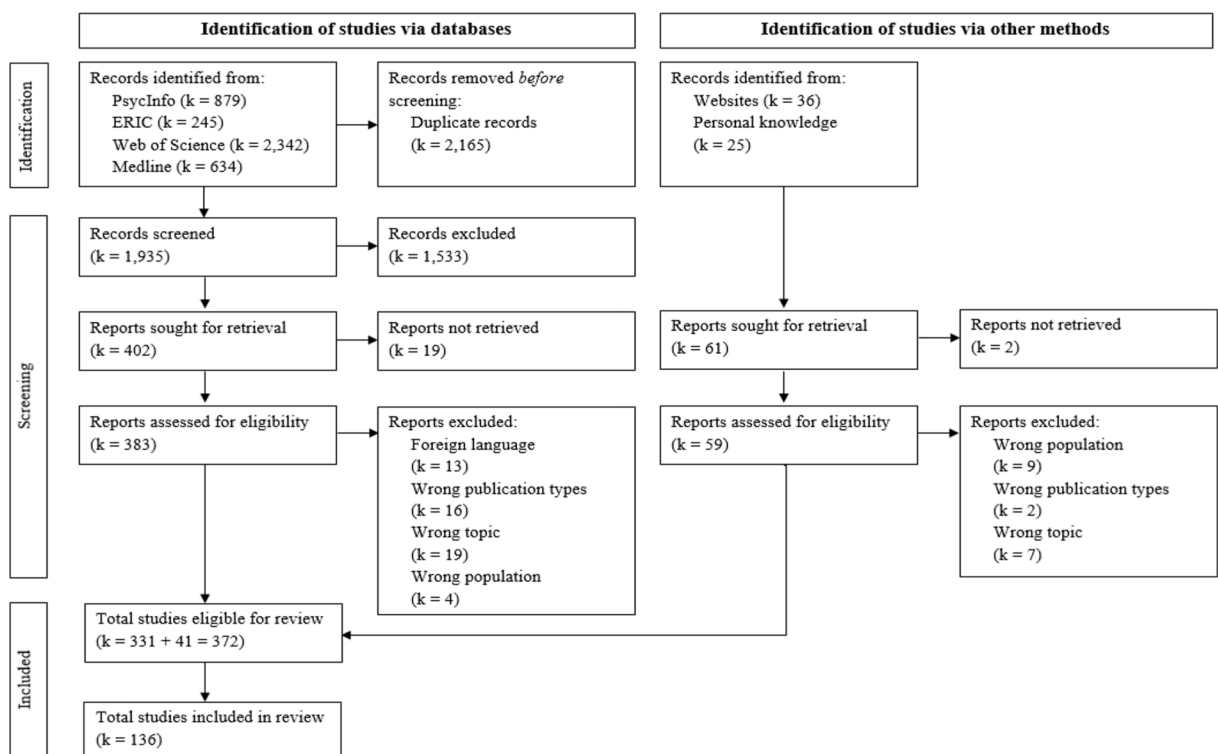 Identification of studies via databases
Identification of studies via other methods
Identification
Records identified from:
PsycInfo (k = 879)
ERIC (k = 245)
Web of Science (k = 2,342)
Medline (k = 634)
Records removed before
screening:
Duplicate records
(k = 2,165)
Records identified from:
Websites (k = 36)
Personal knowledge
(k = 25)
Screening
Records screened
(k = 1,935)
Records excluded
(k = 1,533)
Reports sought for retrieval
(k = 402)
Reports not retrieved
(k = 19)
Reports sought for retrieval
(k = 61)
Reports not retrieved
(k = 2)
Reports assessed for eligibility
(k = 383)
Reports excluded:
Foreign language
(k = 13)
Wrong publication types
(k = 16)
Wrong topic
(k = 19)
Wrong population
(k = 4)
Reports assessed for eligibility
(k = 59)
Reports excluded:
Wrong population
(k = 9)
Wrong publication types
(k = 2)
Wrong topic
(k = 7)
Included
Total studies eligible for review
(k = 331 + 41 = 372)
Total studies included in review
(k = 136)